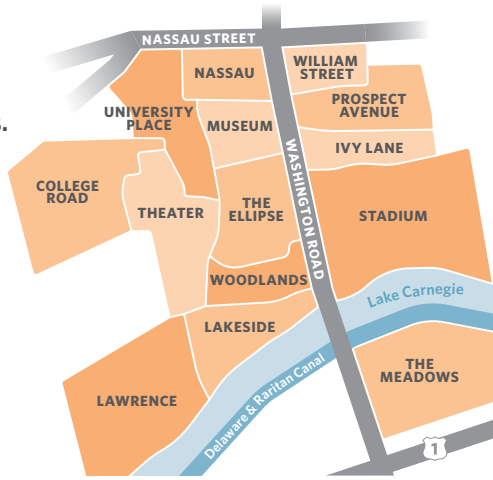 NASSAU STREET
NASSAU
WILLIAM
STREET
UNIVERSITY
PLACE
MUSEUM
PROSPECT
AVENUE
IVY LANE
WASHINGTON ROAD
COLLEGE
ROAD
THEATER
THE
ELLIPSE
STADIUM
WOODLANDS
Lake Carnegie
LAKESIDE
THE
MEADOWS
LAWRENCE
Delaware & Raritan Canal
1